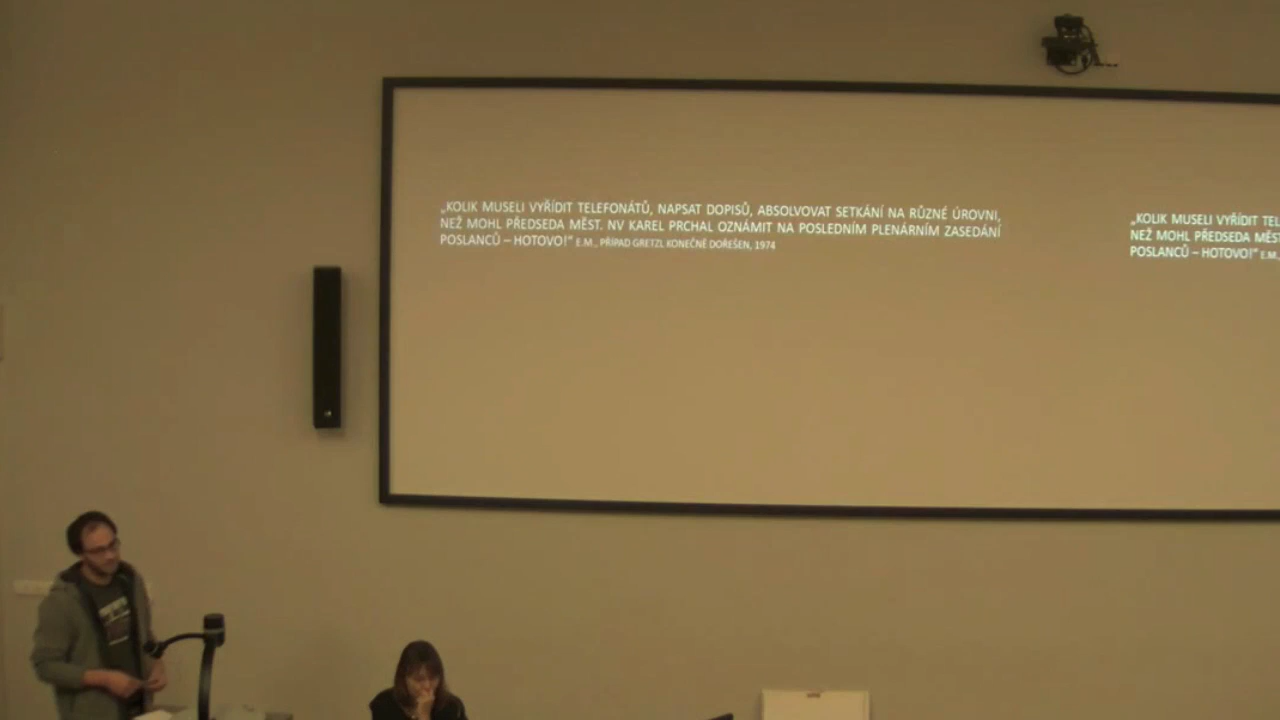 „KOLIK MUSELI VYŘÍDIT TELEFONÁTŮ, NAPSAT DOPISŮ, ABSOLVOVAT SETKÁNÍ NA RŮZNÉ ÚROVNI,
NEŽ MOHL PŘEDSEDA MĚST. NV KAREL PRCHAL OZNÁMIT NA POSLEDNÍM PLENÁRNÍM ZASEDÁNÍ
POSLANCŮ – HOTOVO!" E.M., PŘÍPAD GRETZL KONEČNĚ DOŘEŠEN, 1974
„KOLIK MUSELI VYŘÍDIT TEL
NEŽ MOHL PŘEDSEDA MĚST
POSLANCŮ – HOTOVO!" E.M.,